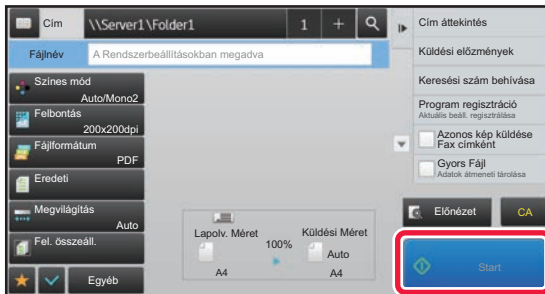 Cím
\\Server1\Folder1
1
+
Fájlnév
A Rendszerbeállításokban megadva
Színes mód
Auto/Mono2
Felbontás
200x200dpi
Fájlformátum
PDF
Eredeti
Megvilágítás
Auto
Fel. összeáll.
Egyéb
Lapolv. Méret
100%
Küldési Méret
Auto
A4
A4
Cím áttekintés
Küldési előzmények
Keresési szám behívása
Program regisztráció
Aktuális beáll. regisztrálása
Azonos kép küldése
Fax címként
Gyors Fájl
Adatok átmeneti tárolása
Előnézet
CA
Start